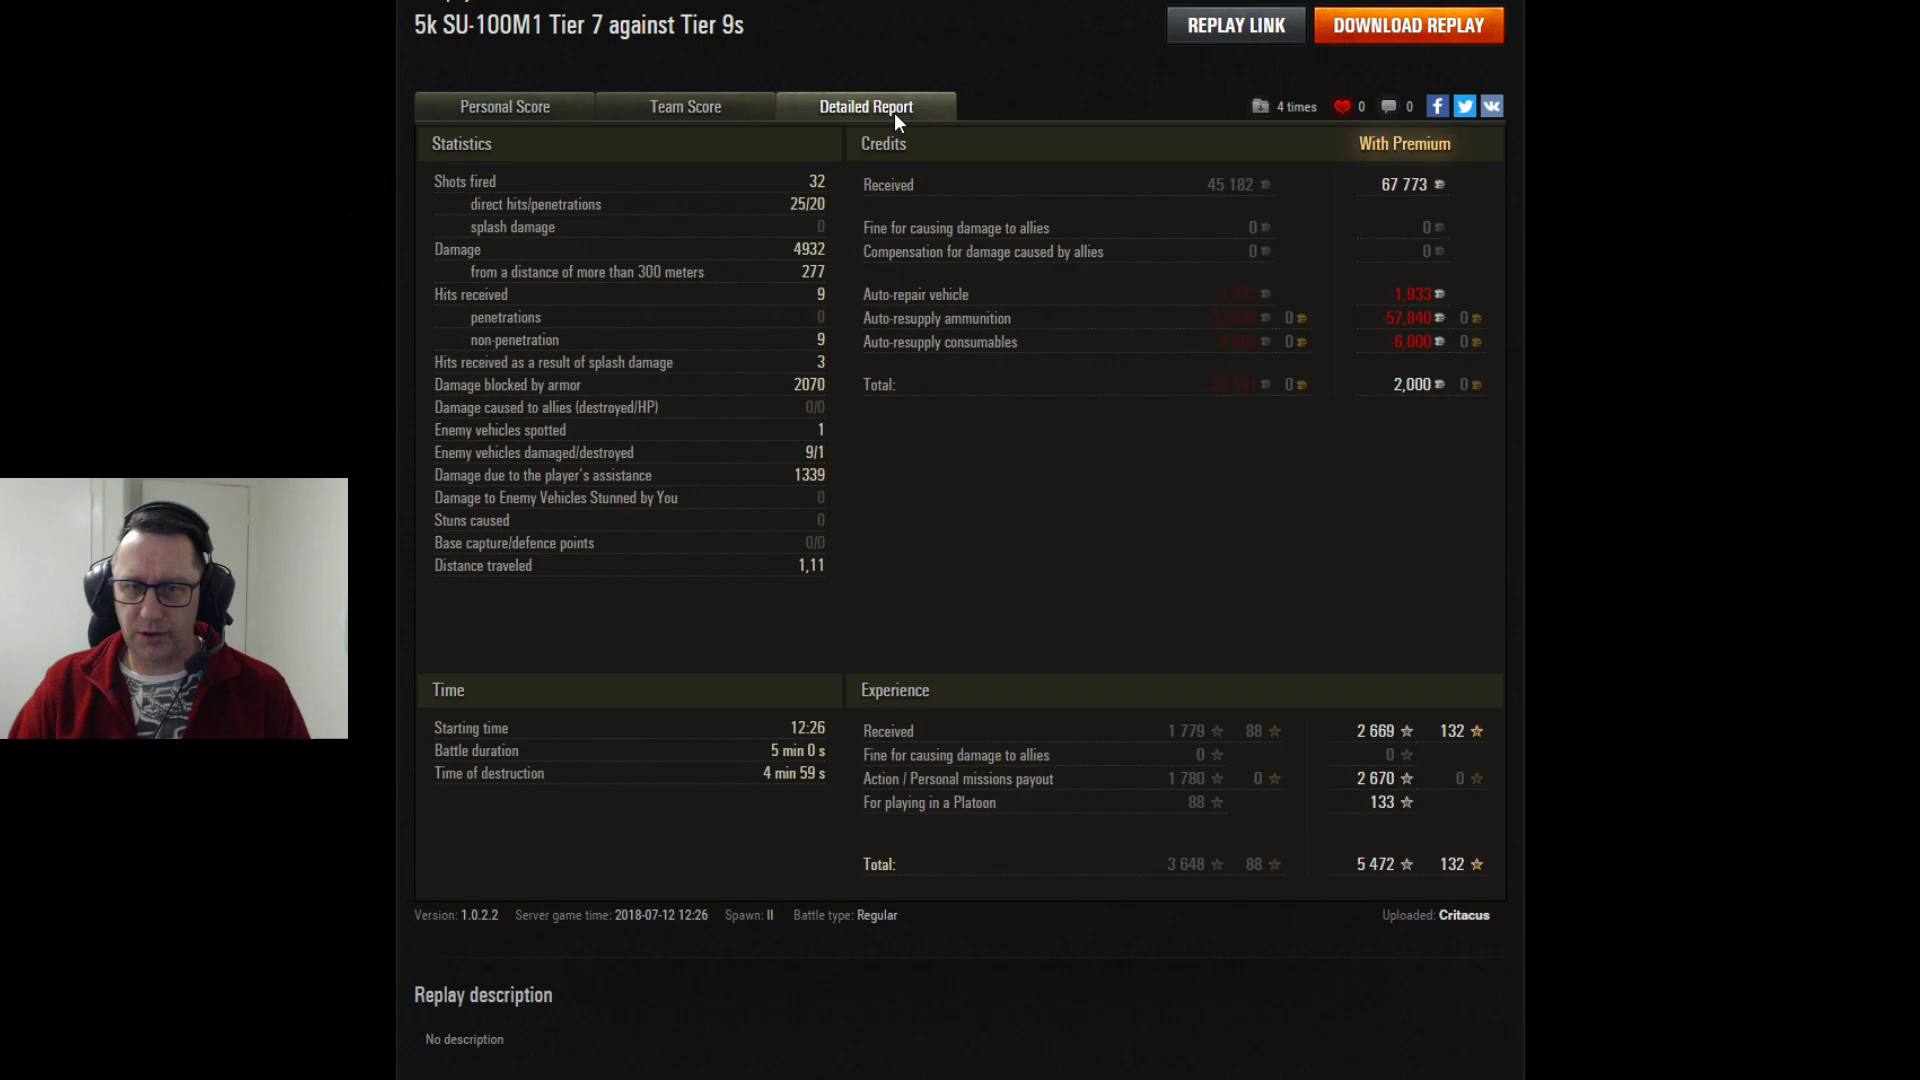 5k SU-100M1 Tier 7 against Tier 9s
REPLAY LINK
DOWNLOAD REPLAY
Personal Score
Team Score
Detailed Report
4 times
0
0
Statistics
Shots fired 32
direct hits/penetrations 25/20
splash damage 0
Damage 4932
from a distance of more than 300 meters 277
Hits received 9
penetrations 0
non-penetration 9
Hits received as a result of splash damage 3
Damage blocked by armor 2070
Damage caused to allies (destroyed/HP) 0/0
Enemy vehicles spotted 1
Enemy vehicles damaged/destroyed 9/1
Damage due to the player's assistance 1339
Damage to Enemy Vehicles Stunned by You 0
Stuns caused 0
Base capture/defence points 0/0
Distance traveled 1,11
Credits With Premium
Received 45 182 67 773
Fine for causing damage to allies 0 0
Compensation for damage caused by allies 0 0
Auto-repair vehicle -1,933
Auto-resupply ammunition 0 -57,840 0
Auto-resupply consumables 0 -6,000 0
Total: 0 2,000 0
Time
Starting time 12:26
Battle duration 5 min 0 s
Time of destruction 4 min 59 s
Experience
Received 1 779 88 2 669 132
Fine for causing damage to allies 0 0
Action / Personal missions payout 1 780 0 2 670 0
For playing in a Platoon 88 133
Total: 3 648 88 5 472 132
Version: 1.0.2.2 Server game time: 2018-07-12 12:26 Spawn: II Battle type: Regular Uploaded: Critacus
Replay description
No description